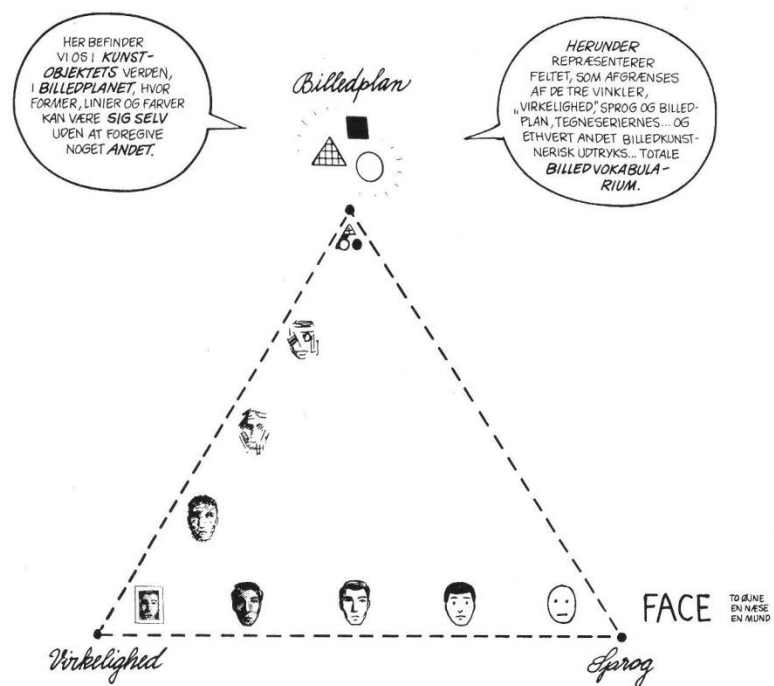 HER BEFINDER
VI OS I KUNST-
OBJEKTETS VERDEN,
I BILLEDPLANET, HVOR
FORMER, LINIER OG FARVER
KAN VÆRE SIG SELV
UDEN AT FOREGIVE
NOGET ANDET.
Billedplan
HERUNDER
REPRÆSENTERER
FELTET, SOM AFGRÆNSES
AF DE TRE VINKLER,
„VIRKELIGHED,” SPROG OG BILLED-
PLAN, TEGNESERIERNES... OG
ETHVERT ANDET BILLEDKUNST-
NERISK UDTRYKS... TOTALE
BILLEDVOKABULA-
RIUM.
FACE
TO ØJNE
EN NÆSE
EN MUND
Virkelighed
Sprog